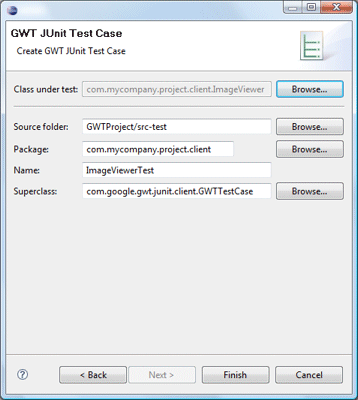 GWT JUnit Test Case
Create GWT JUnit Test Case
Class under test: com.mycompany.project.client.ImageViewer Browse...
Source folder: GWTProject/src-test Browse...
Package: com.mycompany.project.client Browse...
Name: ImageViewerTest
Superclass: com.google.gwt.junit.client.GWTTestCase Browse...
? < Back Next > Finish Cancel